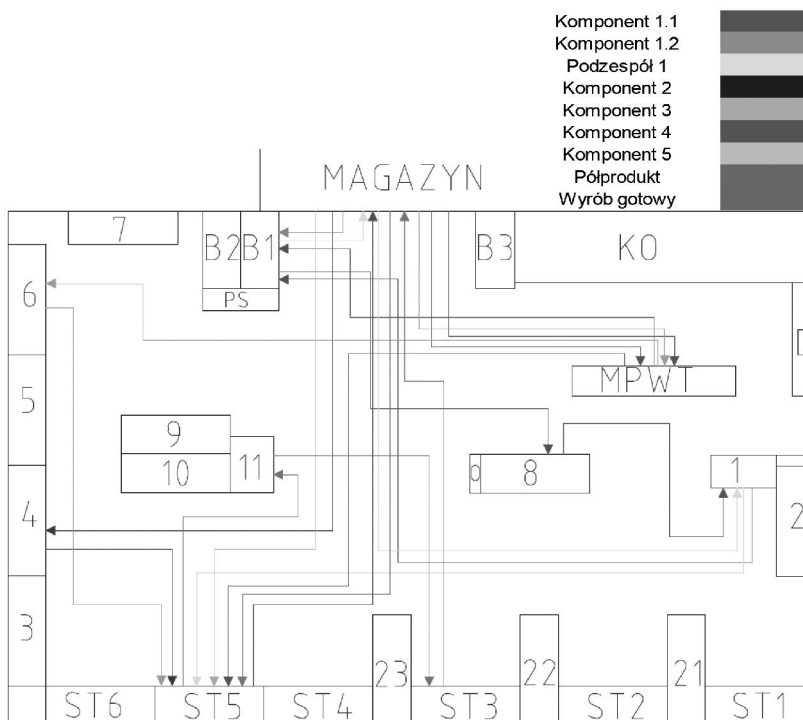 Komponent 1.1
Komponent 1.2
Podzespół 1
Komponent 2
Komponent 3
Komponent 4
Komponent 5
Półprodukt
Wyrób gotowy
MAGAZYN
7
B2
B1
B3
KO
PS
6
MPWT
5
9
10
11
0
8
1
4
2
3
23
22
21
ST6
ST5
ST4
ST3
ST2
ST1